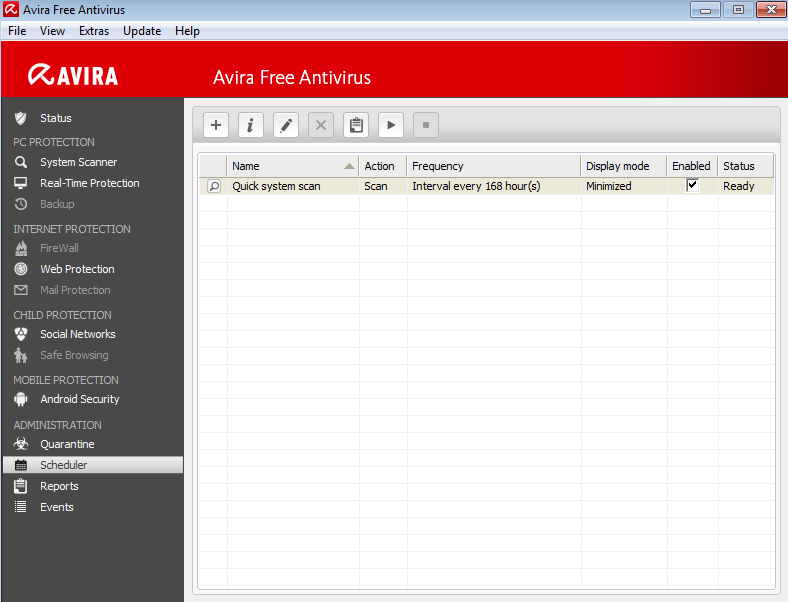 Avira Free Antivirus
File View Extras Update Help
AVIRA Avira Free Antivirus
Status
PC PROTECTION
System Scanner
Real-Time Protection
Backup
INTERNET PROTECTION
FireWall
Web Protection
Mail Protection
CHILD PROTECTION
Social Networks
Safe Browsing
MOBILE PROTECTION
Android Security
ADMINISTRATION
Quarantine
Scheduler
Reports
Events
Name Action Frequency Display mode Enabled Status
Quick system scan Scan Interval every 168 hour(s) Minimized Ready